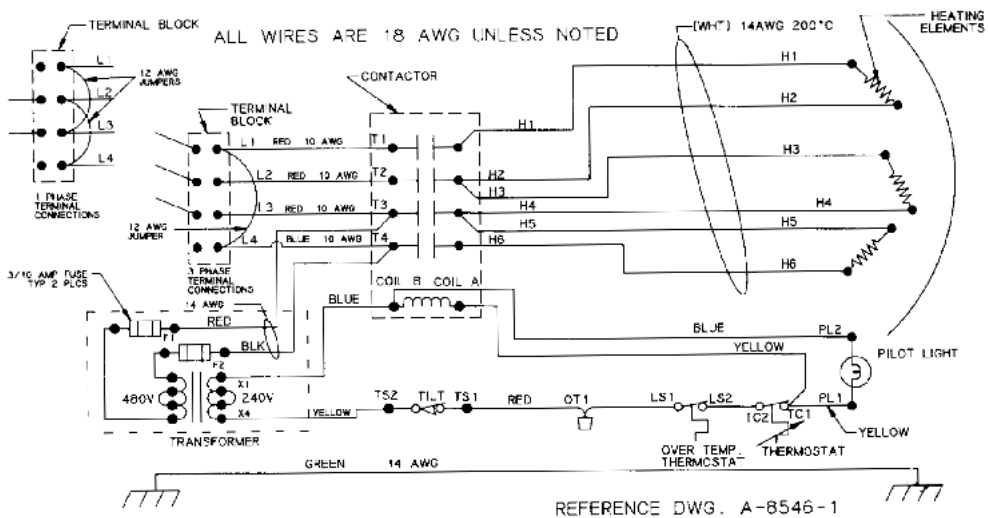 TERMINAL BLOCK
ALL WIRES ARE 18 AWG UNLESS NOTED
(WHT) 14AWG 200°C
HEATING
ELEMENTS
L1
L2
L3
L4
12 AWG
JUMPERS
1 PHASE
TERMINAL
CONNECTIONS
TERMINAL
BLOCK
CONTACTOR
L1 RED 10 AWG T1
L2 RED 10 AWG T2
L3 RED 10 AWG T3
L4 BLUE 10 AWG T4
12 AWG
JUMPER
3 PHASE
TERMINAL
CONNECTIONS
H1
H2
H3
H4
H5
H6
H1
H2
H3
H4
H5
H6
3/10 AMP FUSE
TYP 2 PLCS
14 AWG
COIL B COIL A
BLUE
RED
F1
BLK
F2
X1
480V
240V
X4
TRANSFORMER
BLUE
YELLOW
PL2
PILOT LIGHT
YELLOW
TS2
TILT
TS1
RED
OT1
LS1
LS2
TC2
TC1
PL1
YELLOW
OVER TEMP.
THERMOSTAT
THERMOSTAT
GREEN 14 AWG
REFERENCE DWG. A-8546-1